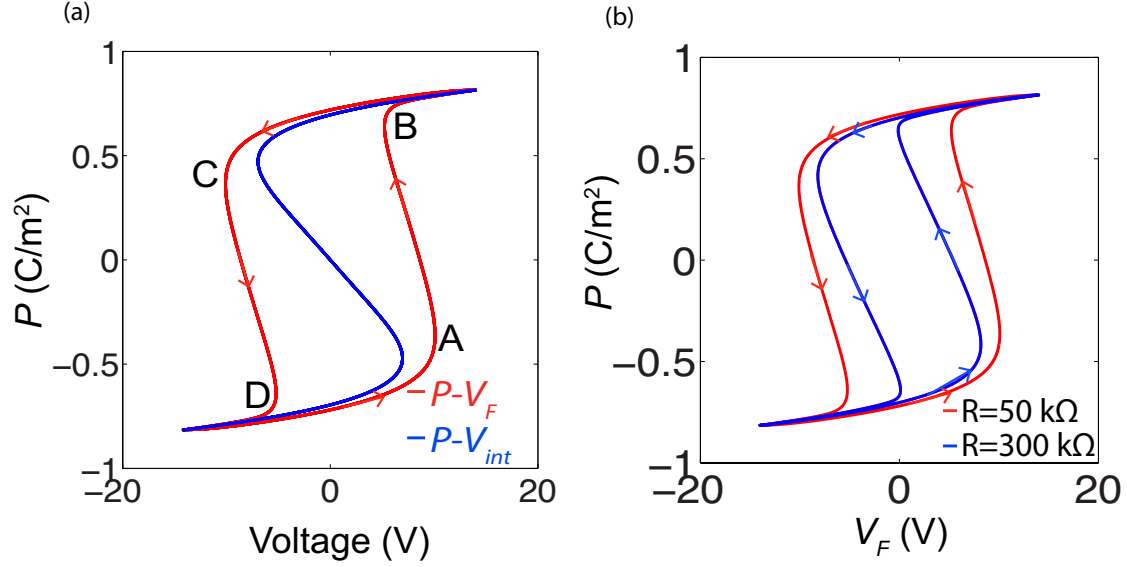 (a)
1
0.5
0
−0.5
−1
−20
0
20
P (C/m²)
Voltage (V)
A
B
C
D
P-V_F
P-V_int
(b)
1
0.5
0
−0.5
−1
−20
0
20
P (C/m²)
V_F (V)
R=50 kΩ
R=300 kΩ